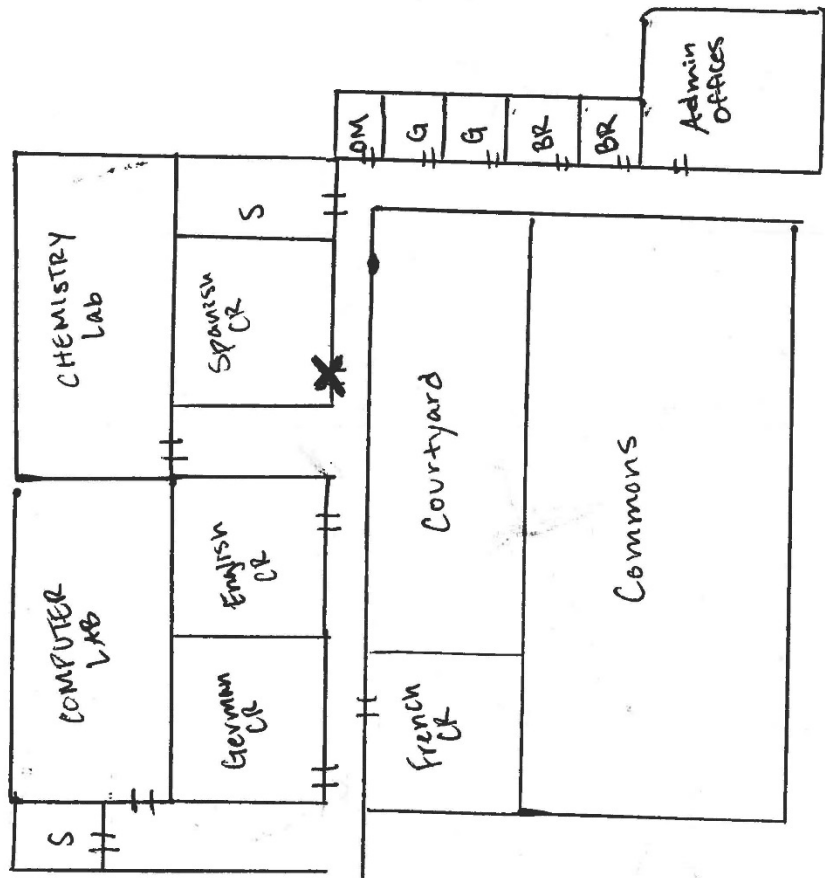 S
COMPUTER
LAB
CHEMISTRY
Lab
German
CR
English
CR
Spanish
CR
S
OM
G
G
BR
BR
Admin
Offices
French
CR
Courtyard
Commons